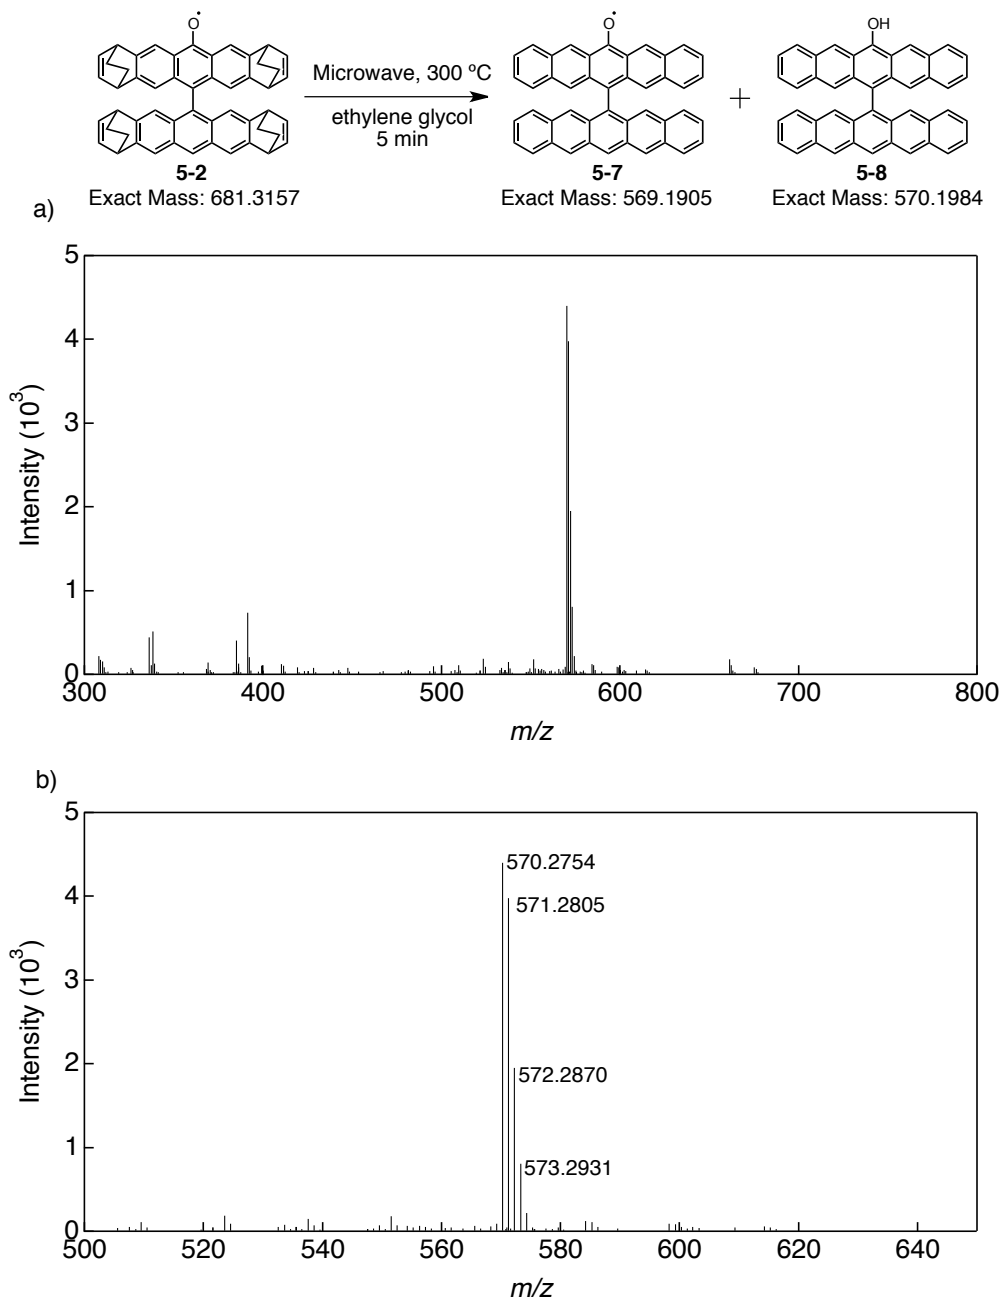 O• O• OH
Microwave, 300 ºC
+
ethylene glycol
5 min
5-2 5-7 5-8
Exact Mass: 681.3157 Exact Mass: 569.1905 Exact Mass: 570.1984
a)
5
4
3
2
1
0
Intensity (10³)
300 400 500 600 700 800
m/z
b)
5
4
3
2
1
0
Intensity (10³)
570.2754
571.2805
572.2870
573.2931
500 520 540 560 580 600 620 640
m/z